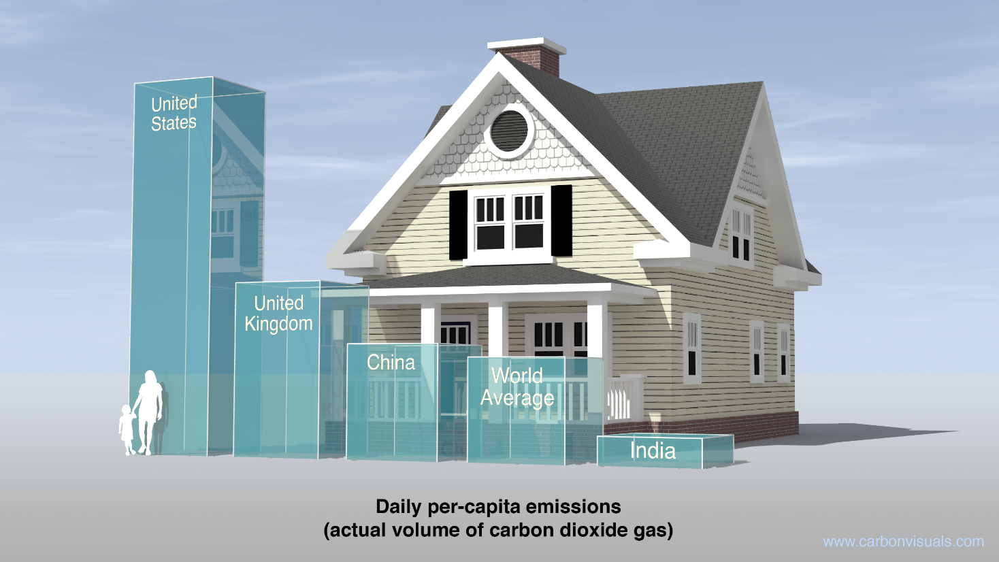 United
States
United
Kingdom
China
World
Average
India
Daily per-capita emissions
(actual volume of carbon dioxide gas)
www.carbonvisuals.com